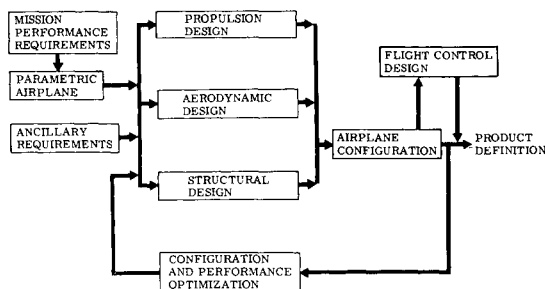 MISSION
PERFORMANCE
REQUIREMENTS
PARAMETRIC
AIRPLANE
ANCILLARY
REQUIREMENTS
PROPULSION
DESIGN
AERODYNAMIC
DESIGN
STRUCTURAL
DESIGN
CONFIGURATION
AND PERFORMANCE
OPTIMIZATION
FLIGHT CONTROL
DESIGN
AIRPLANE
CONFIGURATION
PRODUCT
DEFINITION